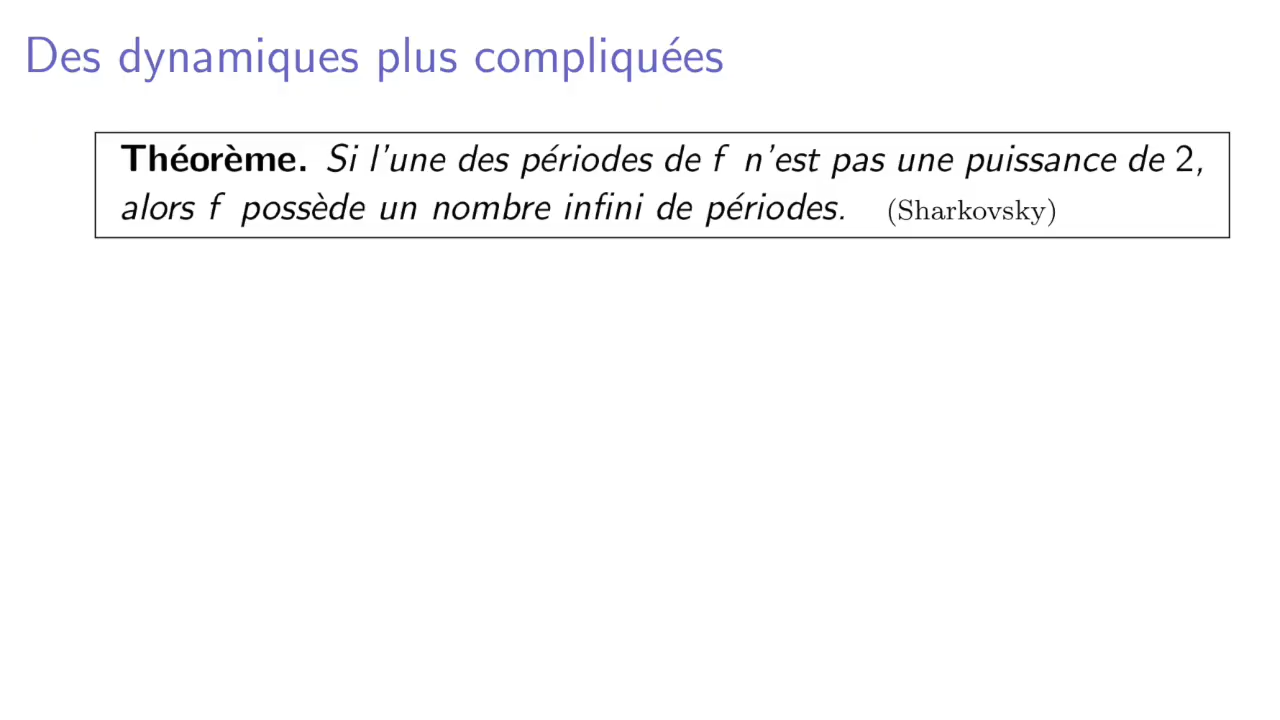 Des dynamiques plus compliquées
Théorème. Si l'une des périodes de f n'est pas une puissance de 2,
alors f possède un nombre infini de périodes. (Sharkovsky)